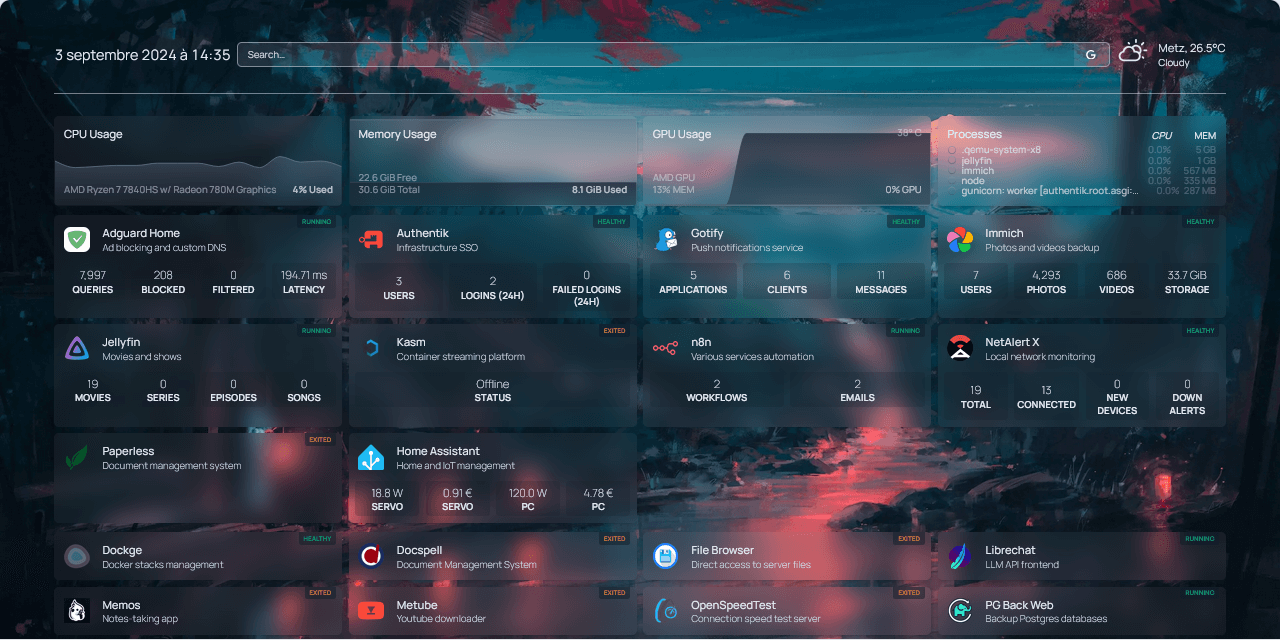 3 septembre 2024 à 14:35
Search...
G
Metz, 26.5°C
Cloudy
CPU Usage
AMD Ryzen 7 7840HS w/ Radeon 780M Graphics
4% Used
Memory Usage
22.6 GiB Free
30.6 GiB Total
8.1 GiB Used
GPU Usage
38° C
AMD GPU
13% MEM
0% GPU
Processes CPU MEM
.qemu-system-x8 0.0% 5 GB
jellyfin 0.0% 1 GB
immich 0.0% 567 MB
node 0.0% 335 MB
gunicorn: worker [authentik.root.asgi:... 0.0% 287 MB
RUNNING
Adguard Home
Ad blocking and custom DNS
7,997 208 0 194.71 ms
QUERIES BLOCKED FILTERED LATENCY
HEALTHY
Authentik
Infrastructure SSO
3 2 0
USERS LOGINS (24H) FAILED LOGINS
(24H)
HEALTHY
Gotify
Push notifications service
5 6 11
APPLICATIONS CLIENTS MESSAGES
HEALTHY
Immich
Photos and videos backup
7 4,293 686 33.7 GiB
USERS PHOTOS VIDEOS STORAGE
RUNNING
Jellyfin
Movies and shows
19 0 0 0
MOVIES SERIES EPISODES SONGS
EXITED
Kasm
Container streaming platform
Offline
STATUS
RUNNING
n8n
Various services automation
2 2
WORKFLOWS EMAILS
HEALTHY
NetAlert X
Local network monitoring
19 13 0 0
TOTAL CONNECTED NEW DOWN
DEVICES ALERTS
EXITED
Paperless
Document management system
Home Assistant
Home and IoT management
18.8 W 0.91 € 120.0 W 4.78 €
SERVO SERVO PC PC
HEALTHY
Dockge
Docker stacks management
EXITED
Docspell
Document Management System
EXITED
File Browser
Direct access to server files
RUNNING
Librechat
LLM API frontend
EXITED
Memos
Notes-taking app
EXITED
Metube
Youtube downloader
EXITED
OpenSpeedTest
Connection speed test server
RUNNING
PG Back Web
Backup Postgres databases